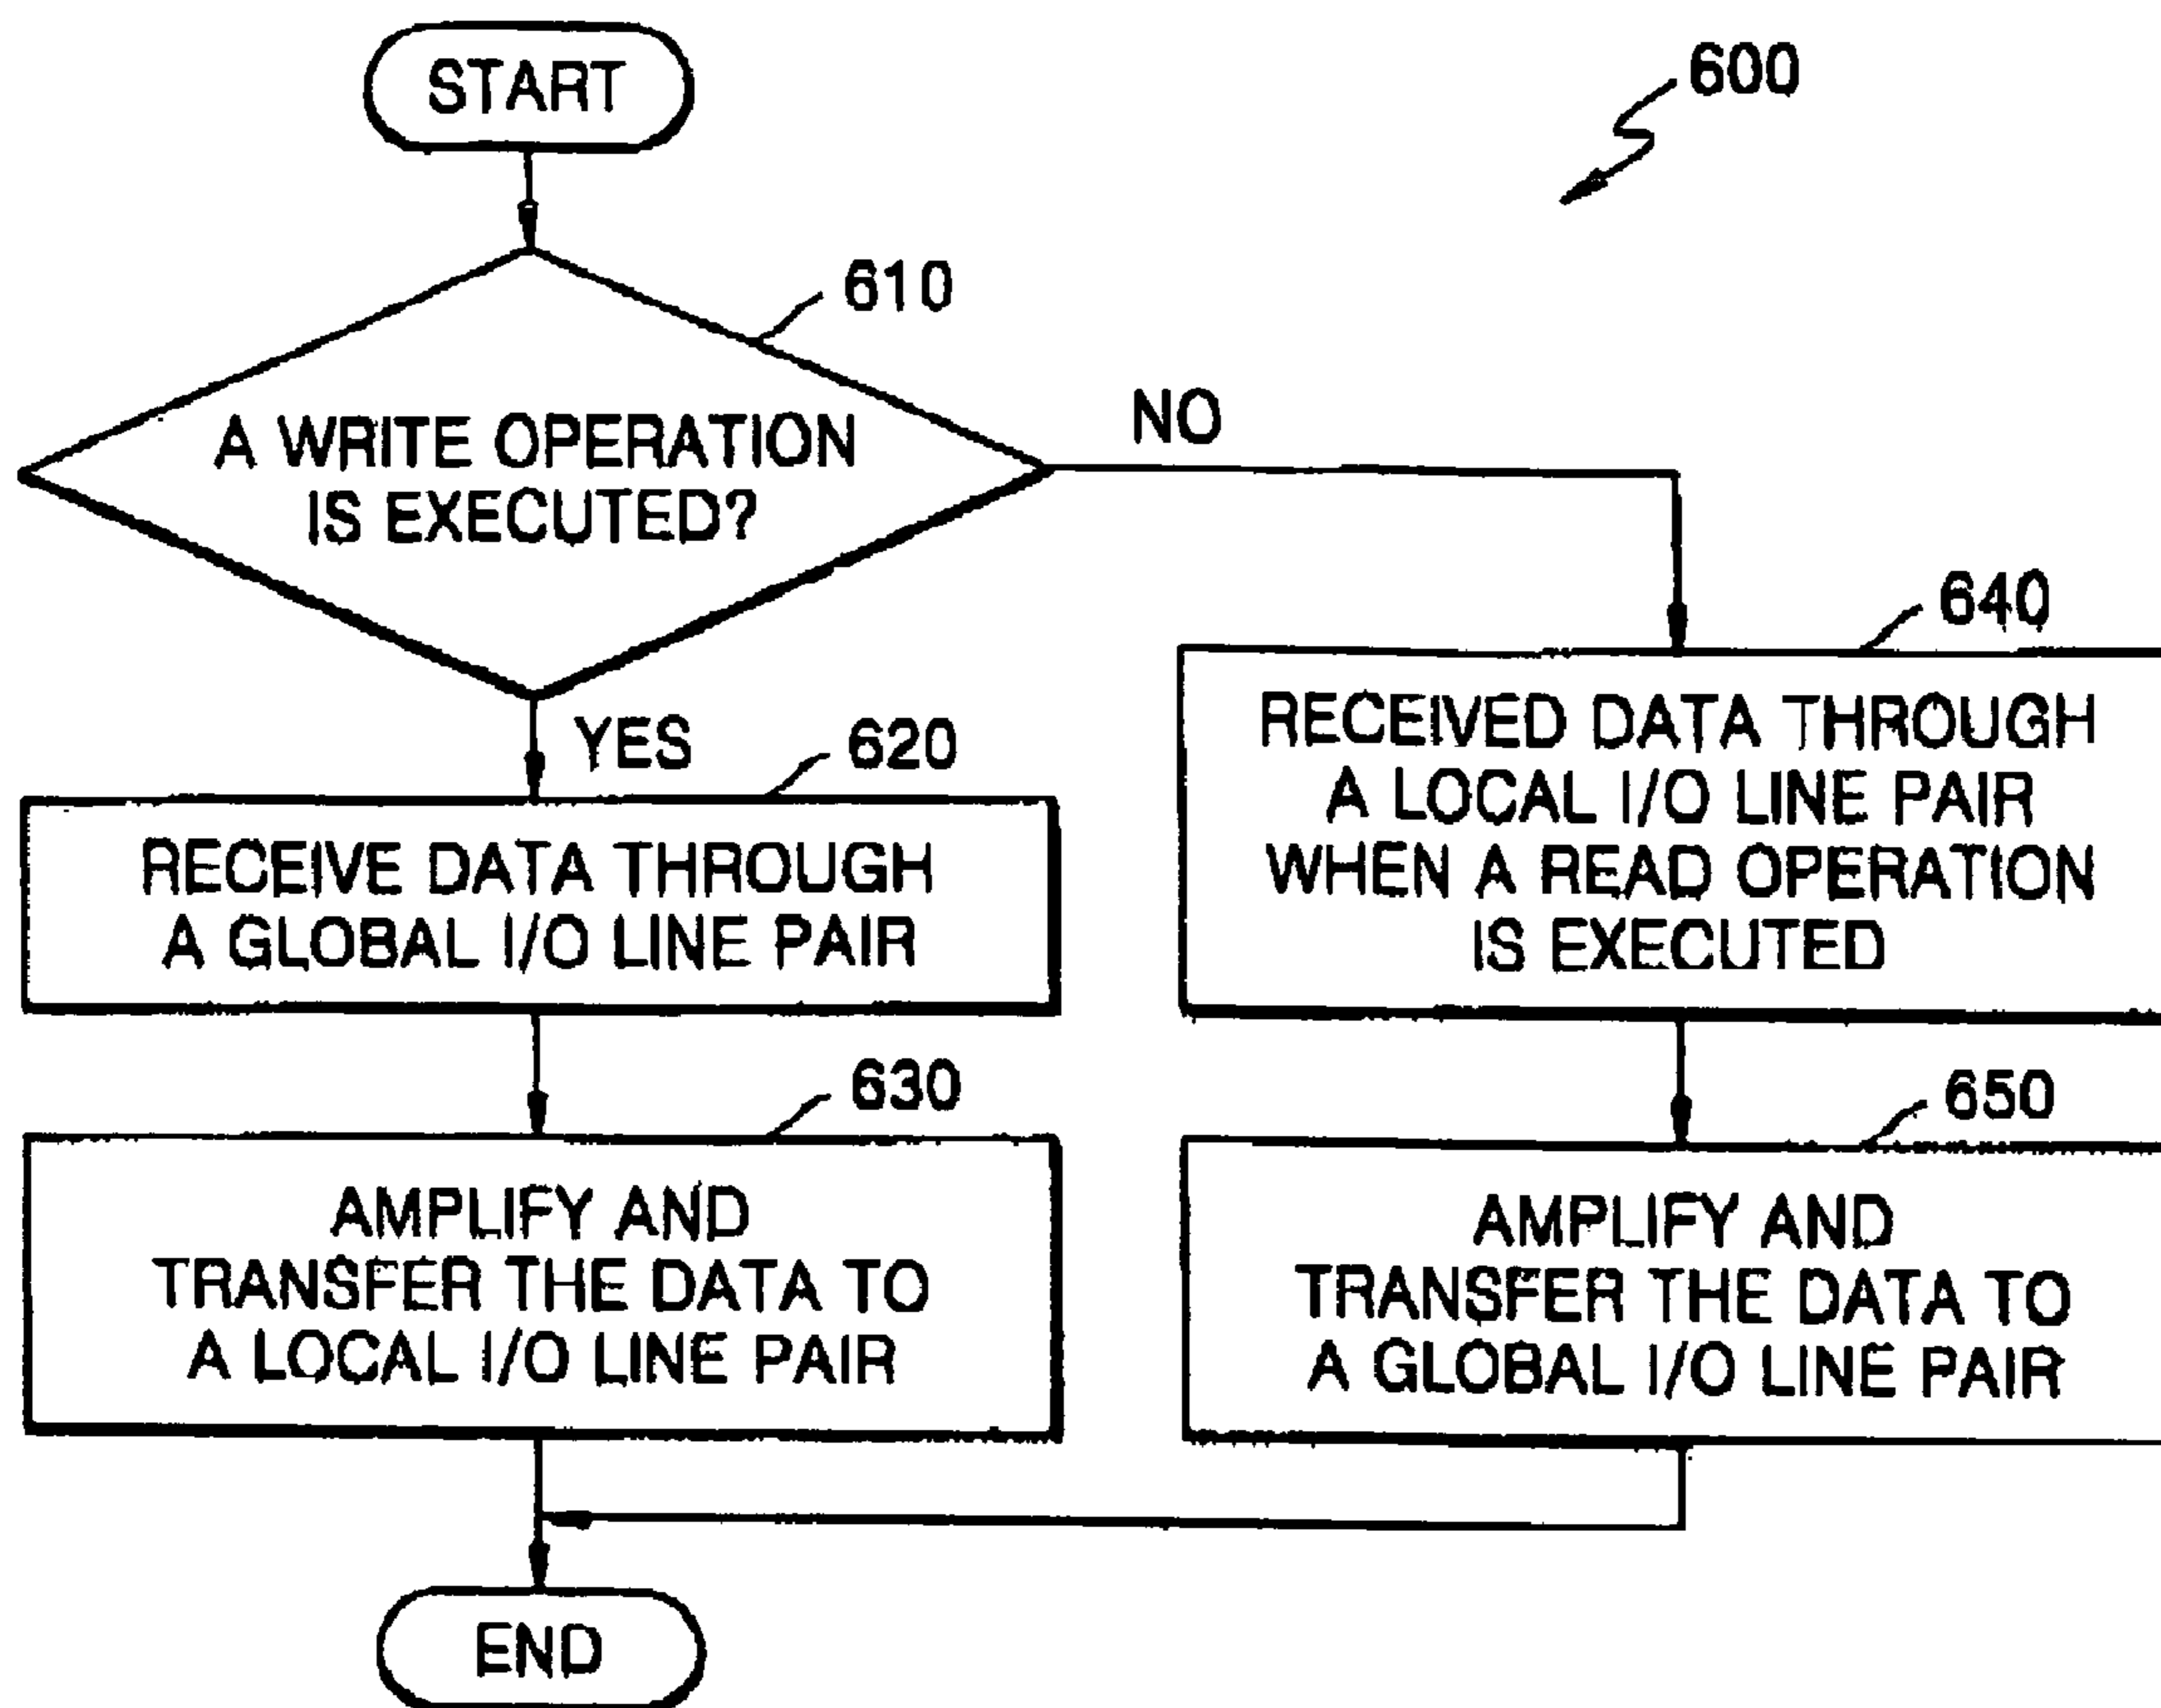 START
600
610
A WRITE OPERATION
IS EXECUTED?
NO
YES
620
RECEIVE DATA THROUGH
A GLOBAL I/O LINE PAIR
630
AMPLIFY AND
TRANSFER THE DATA TO
A LOCAL I/O LINE PAIR
640
RECEIVED DATA THROUGH
A LOCAL I/O LINE PAIR
WHEN A READ OPERATION
IS EXECUTED
650
AMPLIFY AND
TRANSFER THE DATA TO
A GLOBAL I/O LINE PAIR
END